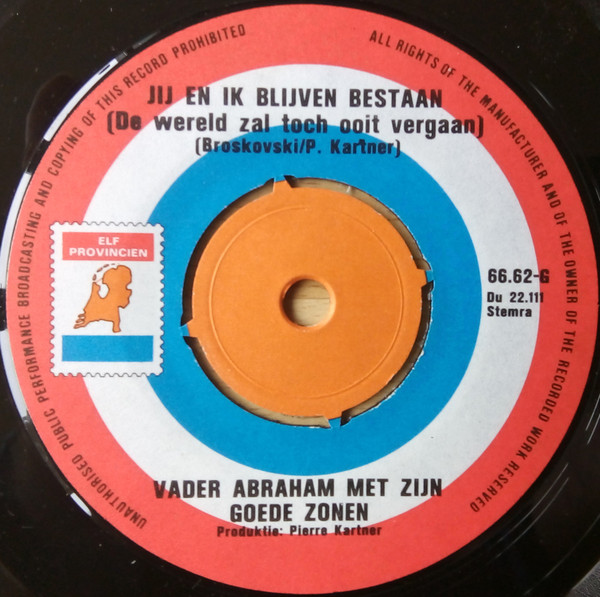 UNAUTHORISED PUBLIC PERFORMANCE BROADCASTING AND COPYING OF THIS RECORD PROHIBITED
ALL RIGHTS OF THE MANUFACTURER AND OF THE OWNER OF THE RECORDED WORK RESERVED
JIJ EN IK BLIJVEN BESTAAN
(De wereld zal toch ooit vergaan)
(Broskovski/P. Kartner)
ELF
PROVINCIEN
66.62-G
Du 22.111
Stemra
VADER ABRAHAM MET ZIJN
GOEDE ZONEN
Produktie: Pierre Kartner